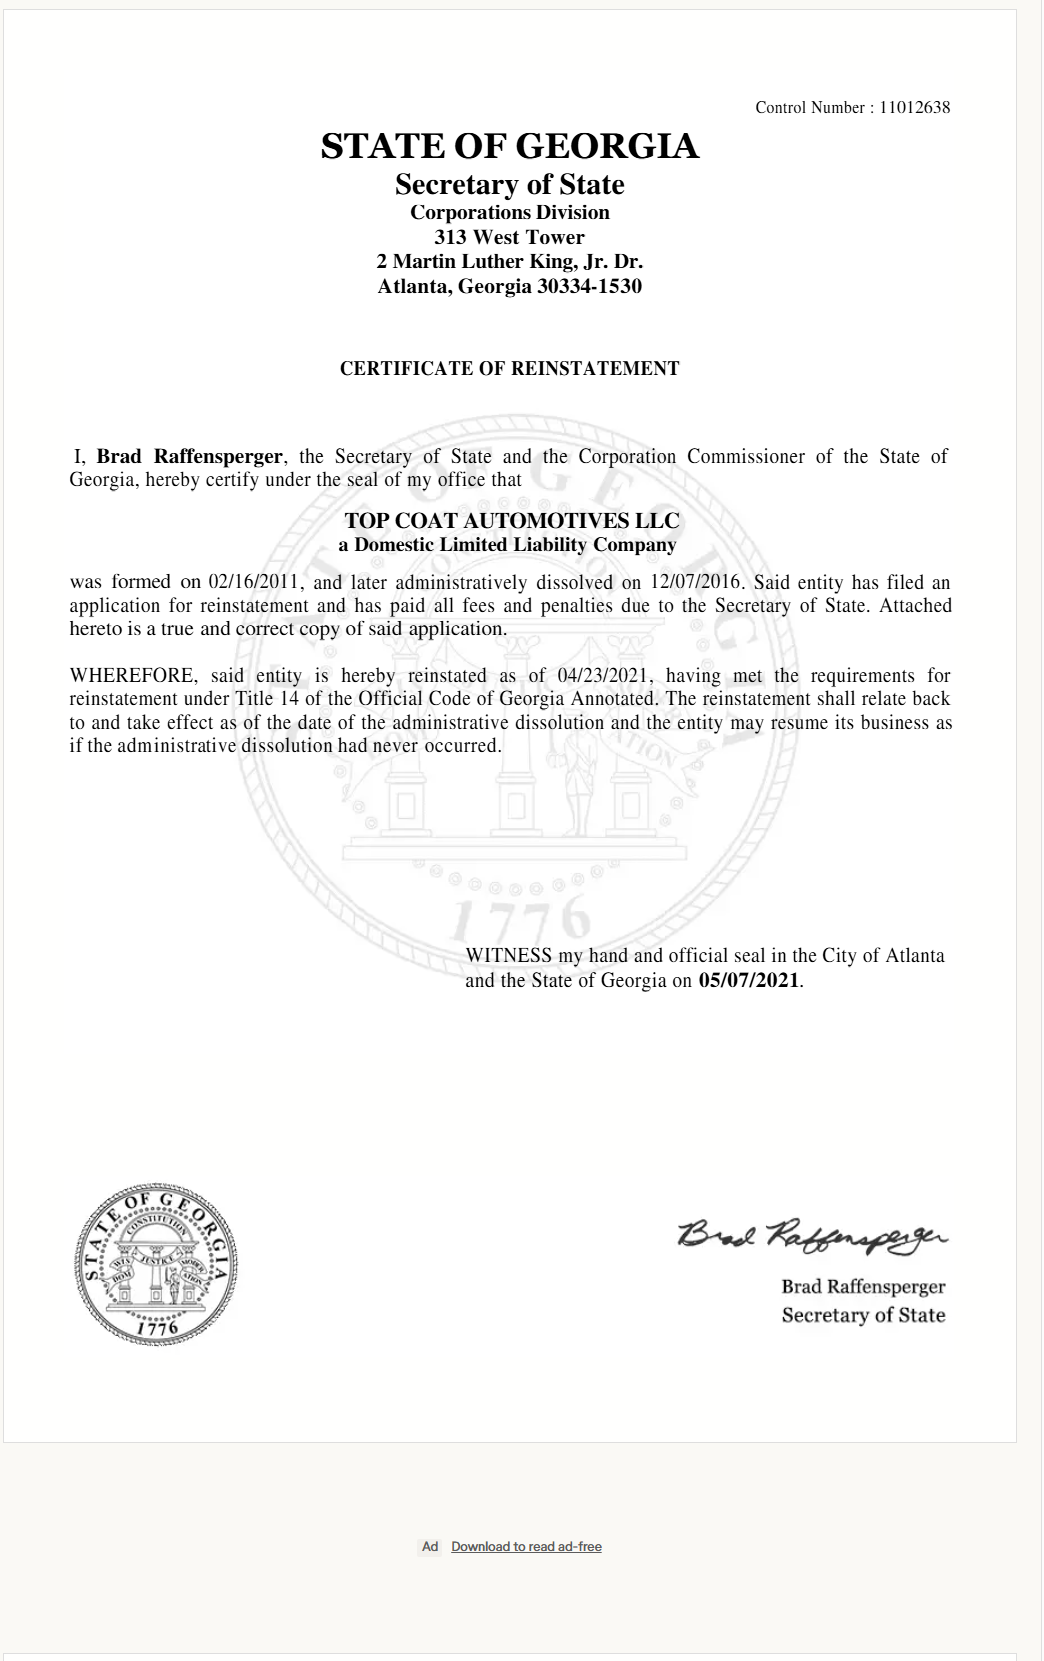 Control Number : 11012638
STATE OF GEORGIA
Secretary of State
Corporations Division
313 West Tower
2 Martin Luther King, Jr. Dr.
Atlanta, Georgia 30334-1530
CERTIFICATE OF REINSTATEMENT
I, Brad Raffensperger, the Secretary of State and the Corporation Commissioner of the State of
Georgia, hereby certify under the seal of my office that
TOP COAT AUTOMOTIVES LLC
a Domestic Limited Liability Company
was formed on 02/16/2011, and later administratively dissolved on 12/07/2016. Said entity has filed an
application for reinstatement and has paid all fees and penalties due to the Secretary of State. Attached
hereto is a true and correct copy of said application.
WHEREFORE, said entity is hereby reinstated as of 04/23/2021, having met the requirements for
reinstatement under Title 14 of the Official Code of Georgia Annotated. The reinstatement shall relate back
to and take effect as of the date of the administrative dissolution and the entity may resume its business as
if the administrative dissolution had never occurred.
STATE OF GEORGIA
CONSTITUTION
WISDOM JUSTICE MODERATION
1776
WITNESS my hand and official seal in the City of Atlanta
and the State of Georgia on 05/07/2021.
STATE OF GEORGIA
CONSTITUTION
WISDOM JUSTICE MODERATION
1776
Brad Raffensperger
Brad Raffensperger
Secretary of State
Ad Download to read ad-free